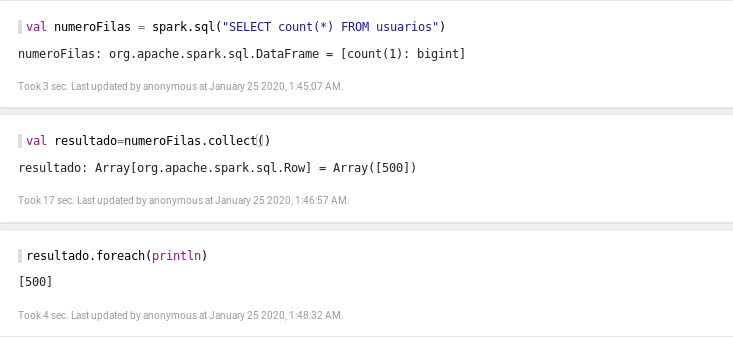 val numeroFilas = spark.sql("SELECT count(*) FROM usuarios")
numeroFilas: org.apache.spark.sql.DataFrame = [count(1): bigint]
Took 3 sec. Last updated by anonymous at January 25 2020, 1:45:07 AM.
val resultado=numeroFilas.collect()
resultado: Array[org.apache.spark.sql.Row] = Array([500])
Took 17 sec. Last updated by anonymous at January 25 2020, 1:46:57 AM.
resultado.foreach(println)
[500]
Took 4 sec. Last updated by anonymous at January 25 2020, 1:48:32 AM.